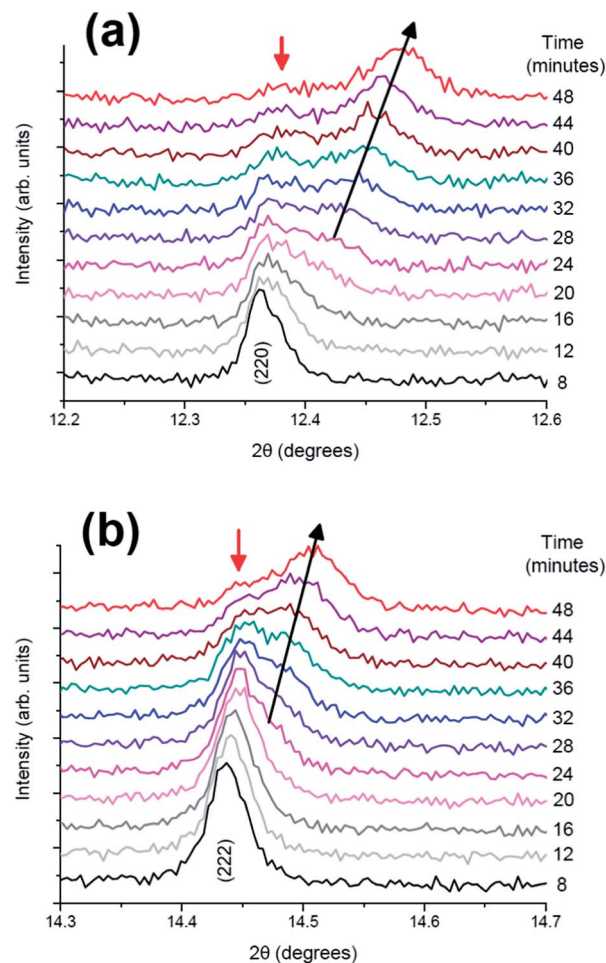 (a)
Time
(minutes)
48
44
40
36
32
28
24
20
16
12
8
Intensity (arb. units)
(220)
12.2 12.3 12.4 12.5 12.6
2θ (degrees)
(b)
Time
(minutes)
48
44
40
36
32
28
24
20
16
12
8
Intensity (arb. units)
(222)
14.3 14.4 14.5 14.6 14.7
2θ (degrees)